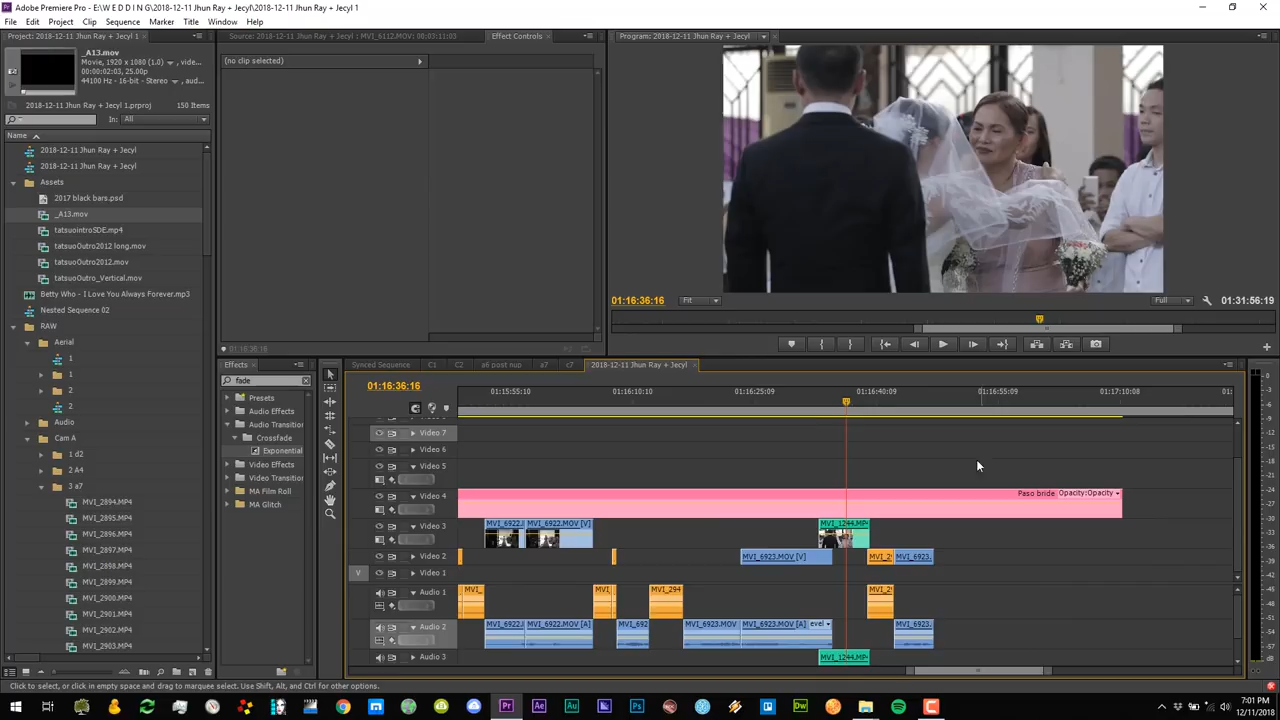 Adobe Premiere Pro - E:\W E D D I N G\2018-12-11 Jhun Ray + Jecyl\2018-12-11 Jhun Ray + Jecyl 1
File Edit Project Clip Sequence Marker Title Window Help
Project: 2018-12-11 Jhun Ray + Jecyl 1
Source: 2018-12-11 Jhun Ray + Jecyl : MVI_6112.MOV: 00:03:11:03
Effect Controls
Program: 2018-12-11 Jhun Ray + Jecyl
_A13.mov
Movie, 1920 x 1080 (1.0)
00:00:02:03, 25.00p
44100 Hz - 16-bit - Stereo
2018-12-11 Jhun Ray + Jecyl 1.prproj
150 Items
In: All
Name
2018-12-11 Jhun Ray + Jecyl
2018-12-11 Jhun Ray + Jecyl
Assets
2017 black bars.psd
_A13.mov
tatsuointroSDE.mp4
tatsuoOutro2012 long.mov
tatsuoOutro2012.mov
tatsuoOutro_Vertical.mov
Betty Who - I Love You Always Forever.mp3
Nested Sequence 02
RAW
Aerial
1
1
2
2
Audio
Cam A
1 d2
2 A4
3 a7
MVI_2894.MP4
MVI_2895.MP4
MVI_2896.MP4
MVI_2897.MP4
MVI_2898.MP4
MVI_2899.MP4
MVI_2900.MP4
MVI_2901.MP4
MVI_2902.MP4
MVI_2903.MP4
(no clip selected)
01:16:36:16
01:16:36:16
Fit
Full
01:31:56:19
Effects
fade
Presets
Audio Effects
Audio Transition
Crossfade
Exponential
Video Effects
Video Transition
MA Film Roll
MA Glitch
Synced Sequence C1 C2 a6 post nup a7 c7 2018-12-11 Jhun Ray + Jecyl
01:16:36:16
01:15:55:10 01:16:10:10 01:16:25:09 01:16:40:09 01:16:55:09 01:17:10:08 01:
Video 7
Video 6
Video 5
Video 4
Paso bride Opacity:Opacity
Video 3
MVI_6922.I MVI_6922.MOV [V] MVI_1244.MP
Video 2
MVI_6923.MOV [V] MVI_2 MVI_6923.
V Video 1
Audio 1
MVI_ MVI_ MVI_294 MVI_2
Audio 2
MVI_6922.I MVI_6922.MOV [A] MVI_692 MVI_6923.MOV MVI_6923.MOV [A] MVI_6923.
Audio 3
MVI_1244.MP
Click to select, or click in empty space and drag to marquee select. Use Shift, Alt, and Ctrl for other options.
7:01 PM
12/11/2018